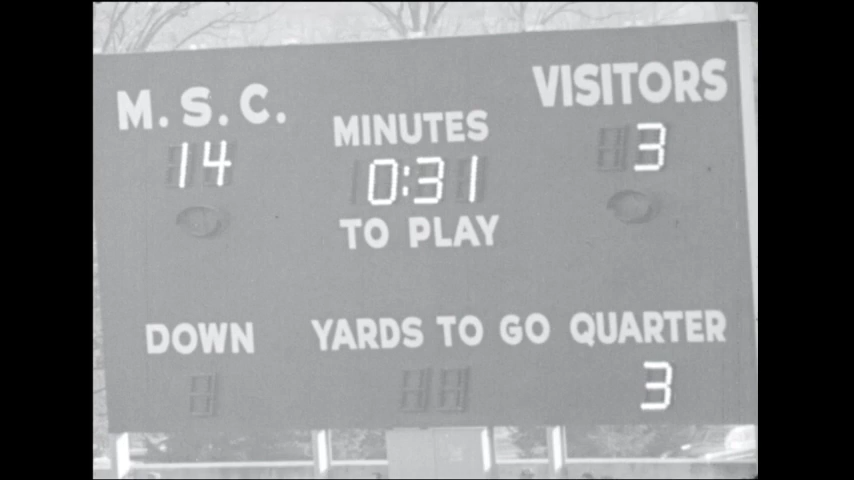 M.S.C. VISITORS
MINUTES
14 0:31 3
TO PLAY
DOWN YARDS TO GO QUARTER
3